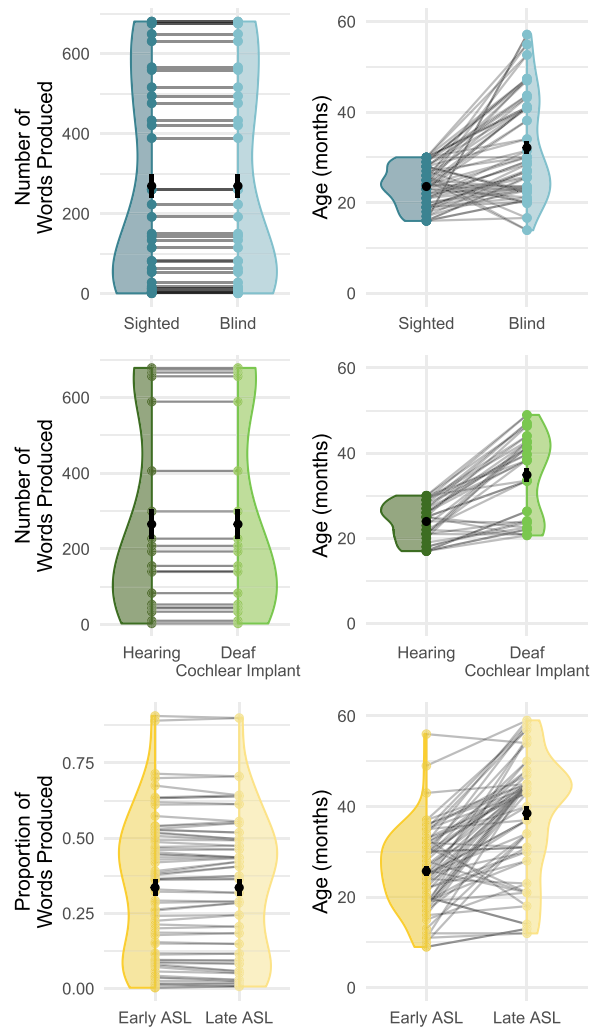 Number of
Words Produced
600
400
200
0
Sighted
Blind
Age (months)
60
40
20
0
Sighted
Blind
Number of
Words Produced
600
400
200
0
Hearing
Deaf
Cochlear Implant
Age (months)
60
40
20
0
Hearing
Deaf
Cochlear Implant
Proportion of
Words Produced
0.75
0.50
0.25
0.00
Early ASL
Late ASL
Age (months)
60
40
20
0
Early ASL
Late ASL